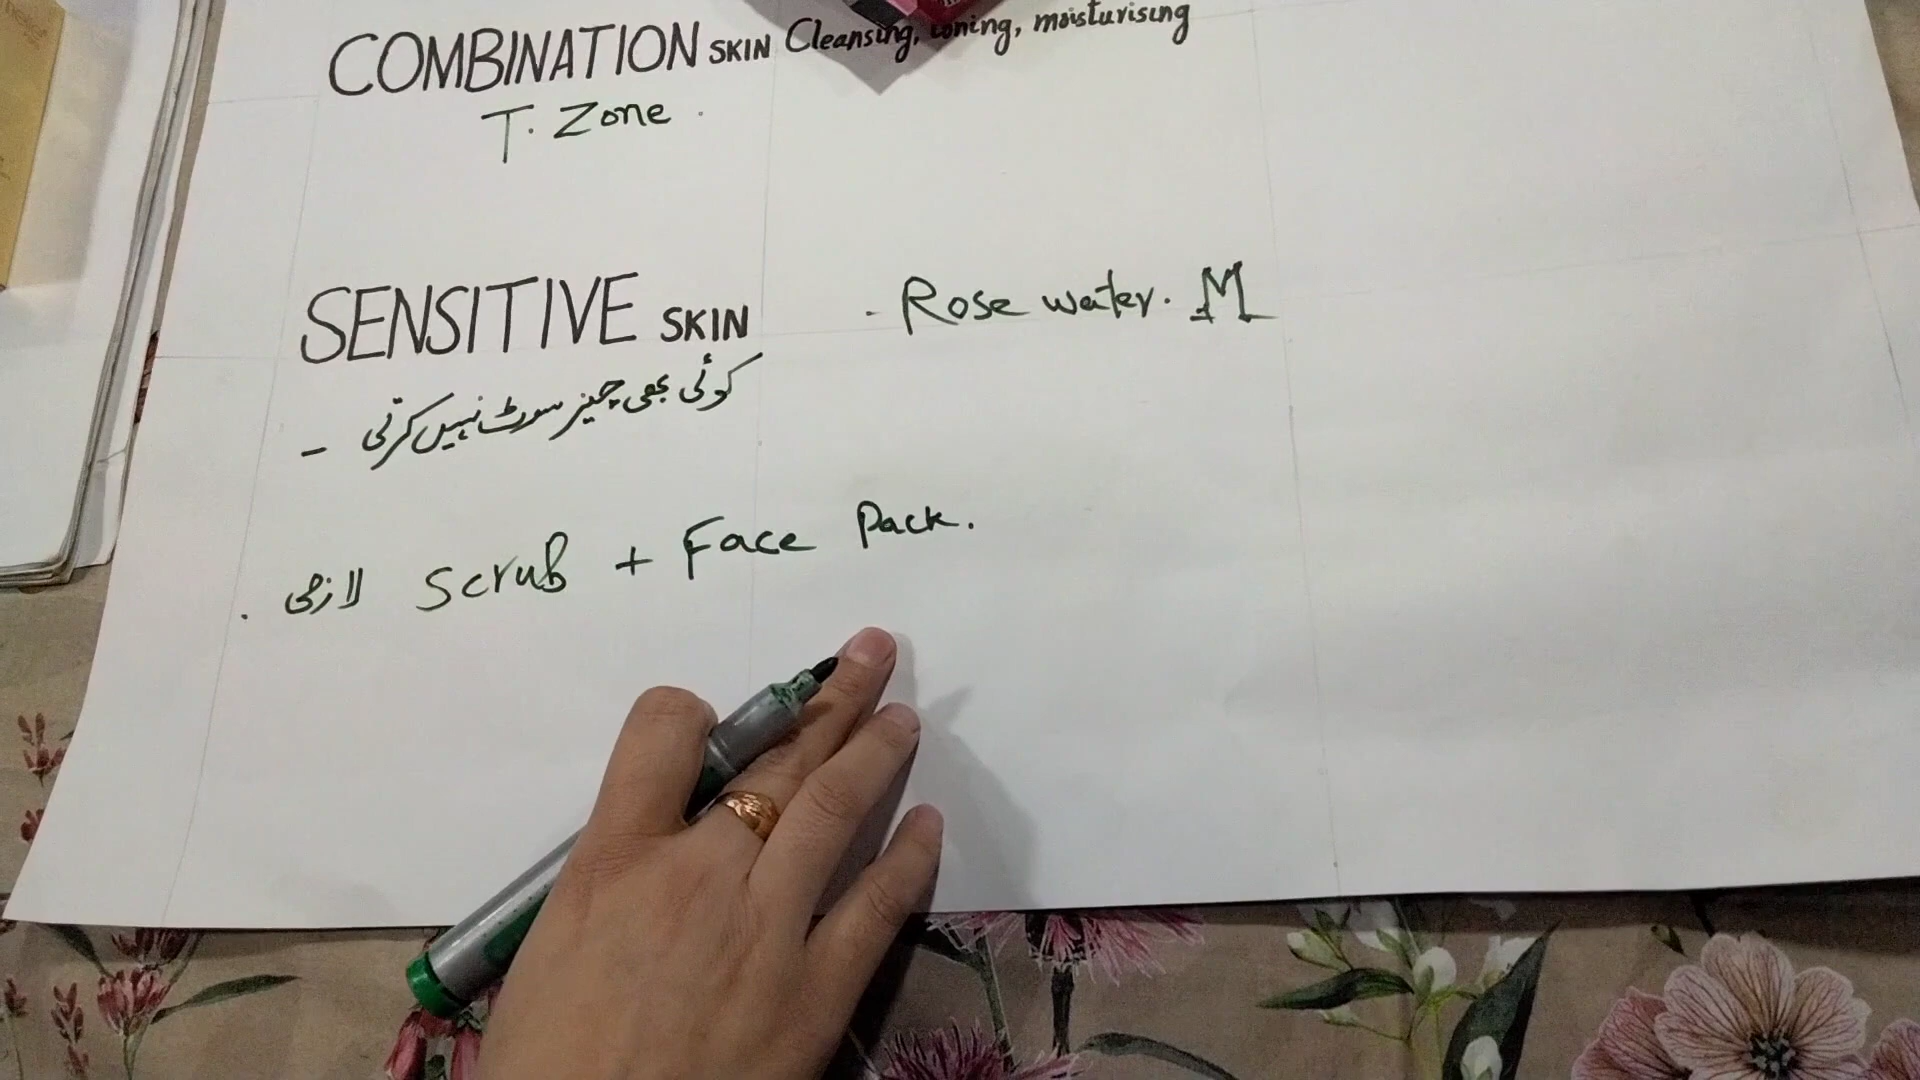 COMBINATION SKIN Cleansing, toning, moisturising
T. Zone
SENSITIVE SKIN . Rose water. M
کوئی بھی چیز سوٹ نہیں کرتی ۔
. لازمی Scrub + Face Pack.